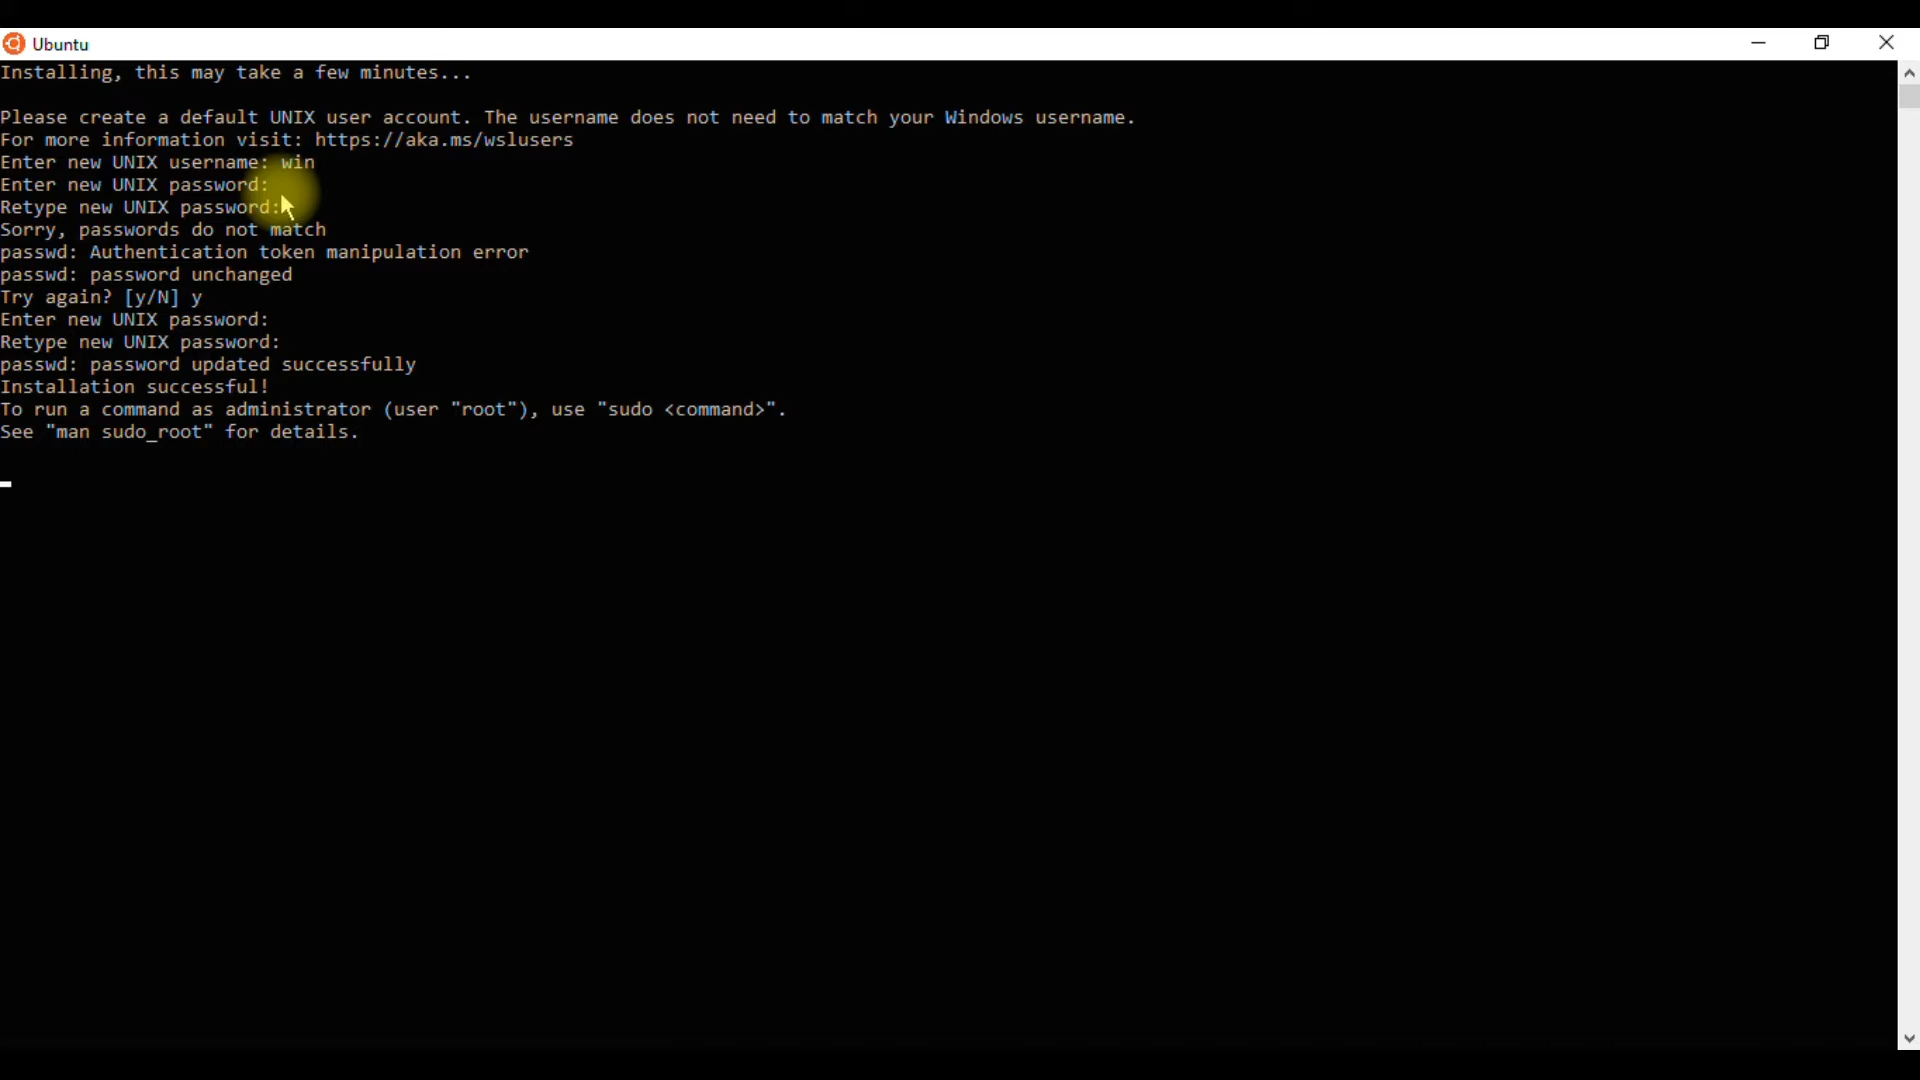 Ubuntu
Installing, this may take a few minutes...
Please create a default UNIX user account. The username does not need to match your Windows username.
For more information visit: https://aka.ms/wslusers
Enter new UNIX username: win
Enter new UNIX password:
Retype new UNIX password:
Sorry, passwords do not match
passwd: Authentication token manipulation error
passwd: password unchanged
Try again? [y/N] y
Enter new UNIX password:
Retype new UNIX password:
passwd: password updated successfully
Installation successful!
To run a command as administrator (user "root"), use "sudo <command>".
See "man sudo_root" for details.